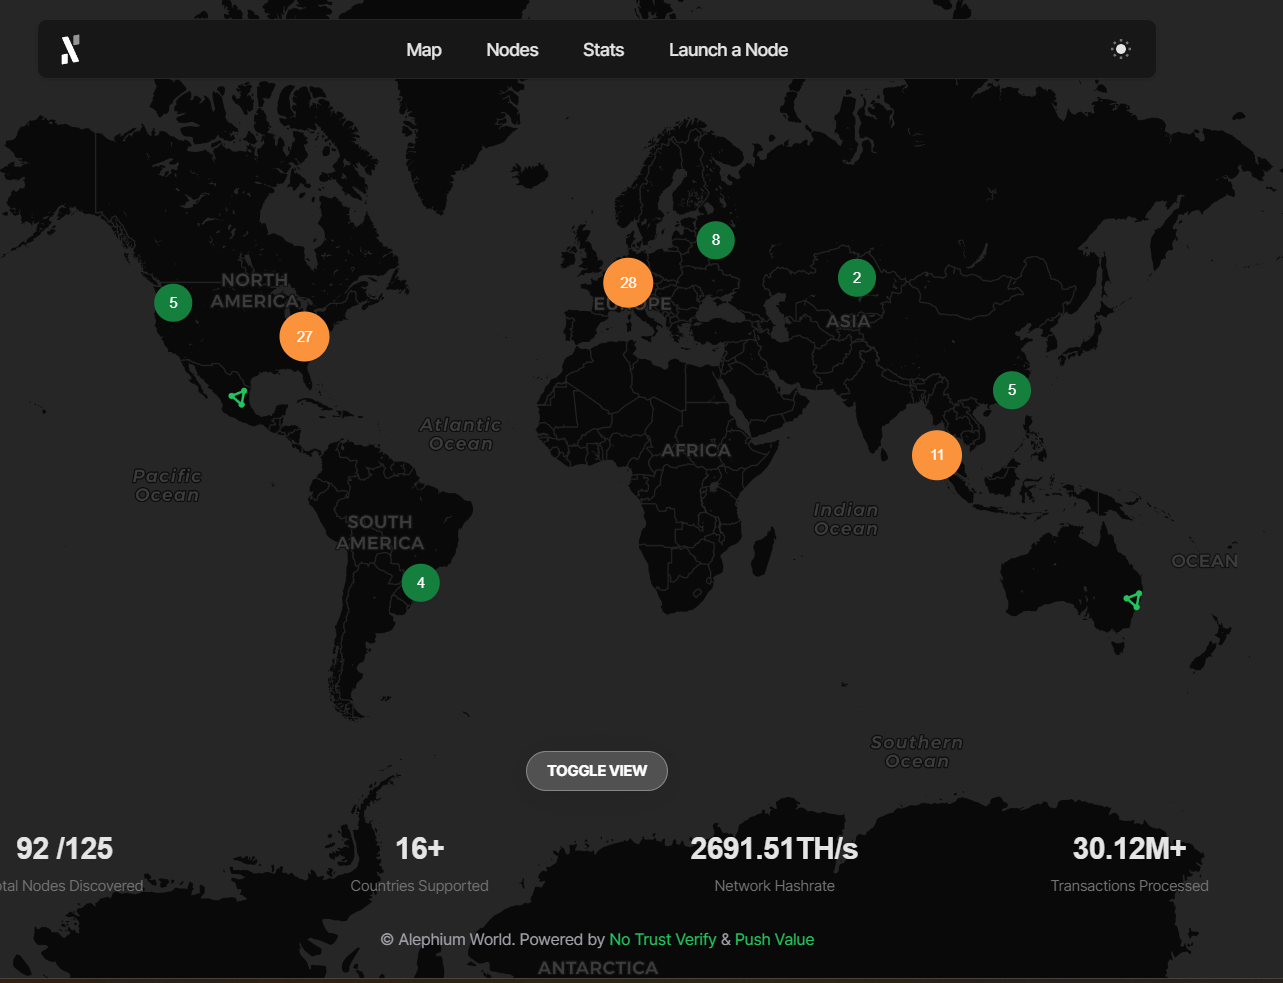 Map
Nodes
Stats
Launch a Node
8
28
2
5
NORTH
AMERICA
EUROPE
27
ASIA
5
Atlantic
Ocean
AFRICA
11
Pacific
Ocean
Indian
Ocean
SOUTH
AMERICA
OCEAN
4
Southern
Ocean
TOGGLE VIEW
92 /125
16+
2691.51TH/s
30.12M+
otal Nodes Discovered
Countries Supported
Network Hashrate
Transactions Processed
© Alephium World. Powered by No Trust Verify & Push Value
ANTARCTICA